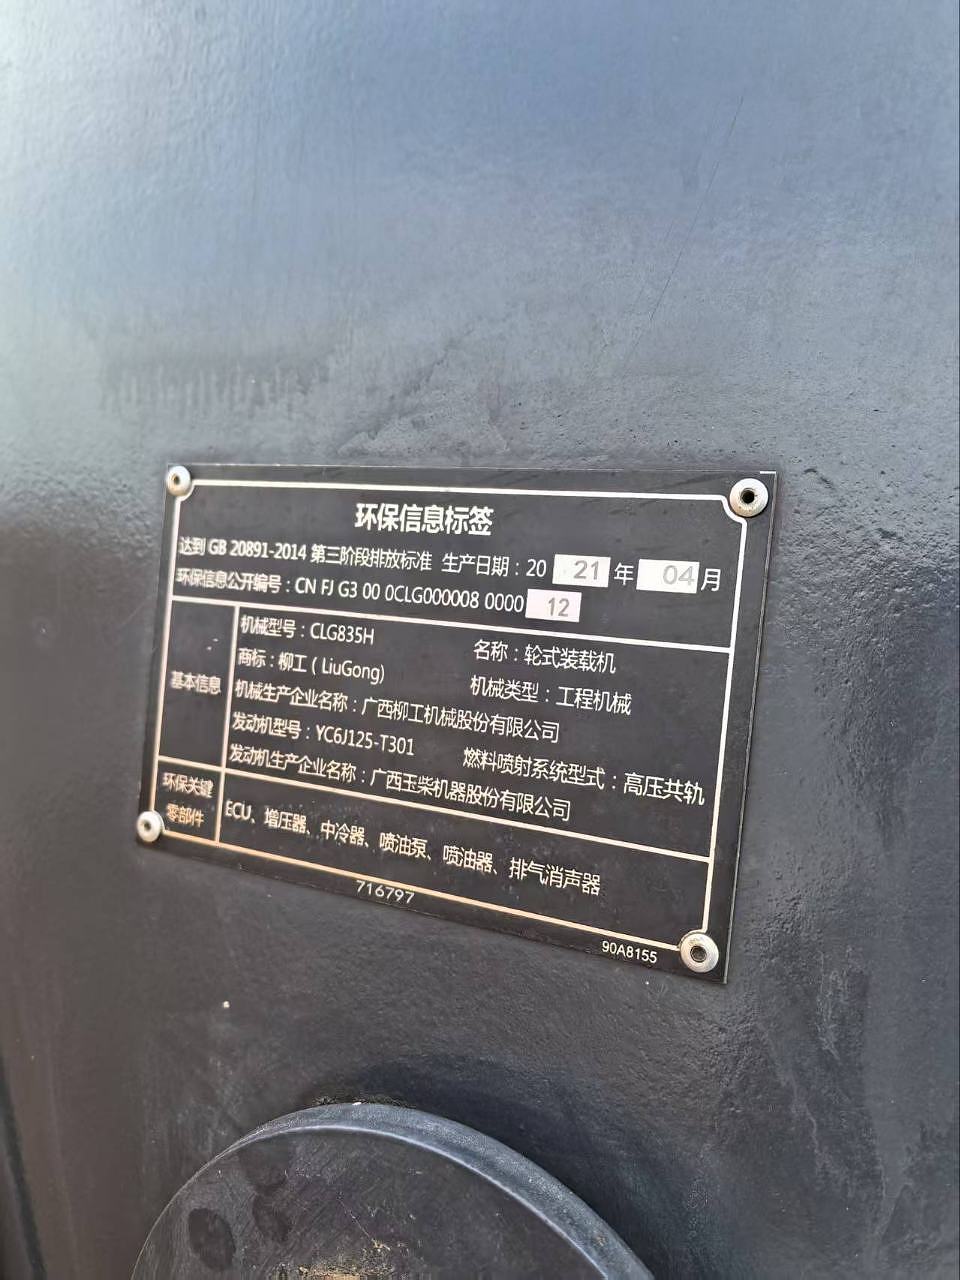 环保信息标签
达到 GB 20891-2014 第三阶段排放标准 生产日期：20 21 年 04 月
环保信息公开编号：CN FJ G3 00 0CLG000008 0000 12
基本信息
机械型号：CLG835H 名称：轮式装载机
商标：柳工（LiuGong) 机械类型：工程机械
机械生产企业名称：广西柳工机械股份有限公司
发动机型号：YC6J125-T301 燃料喷射系统型式：高压共轨
发动机生产企业名称：广西玉柴机器股份有限公司
环保关键
零部件
ECU、增压器、中冷器、喷油泵、喷油器、排气消声器
716797
90A8155